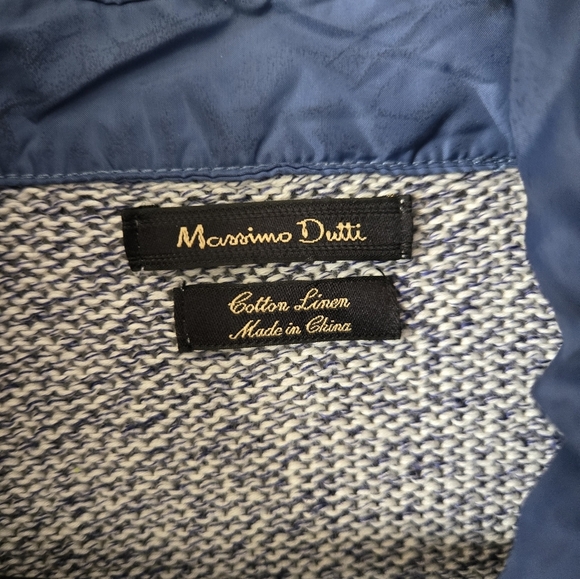 Massimo Dutti
Cotton Linen
Made in China